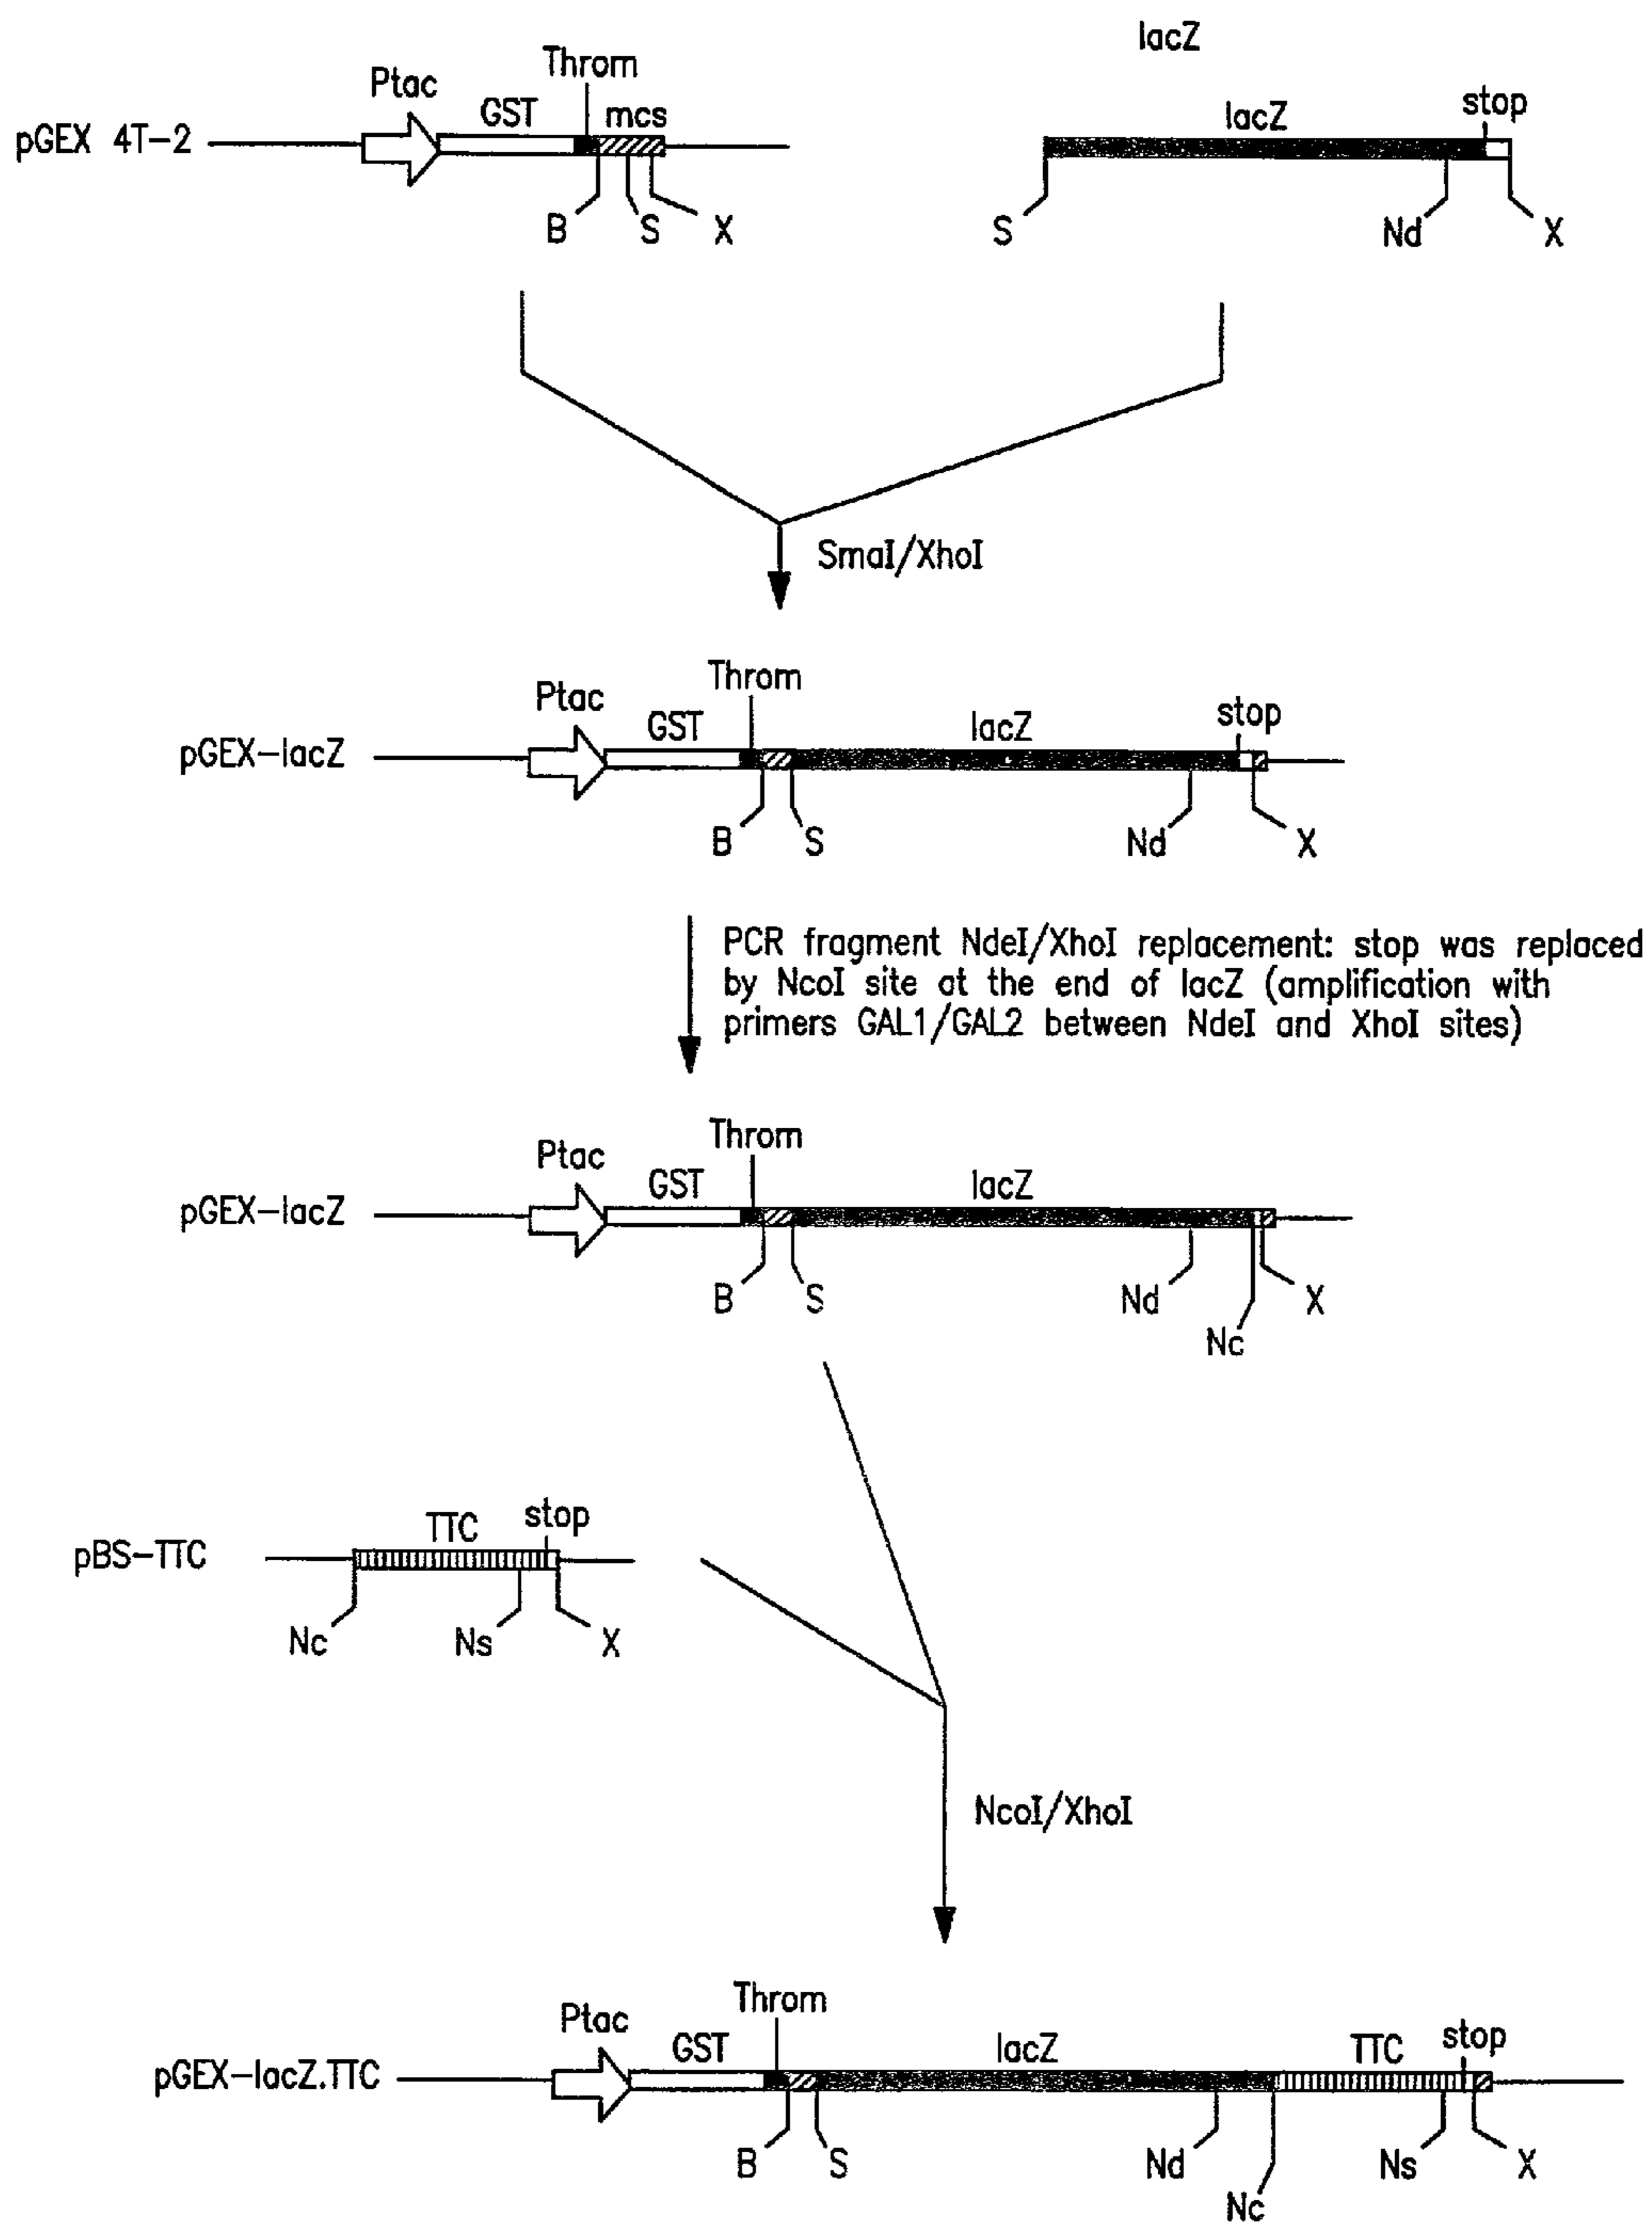 lacZ
Throm
Ptac
GST
mcs
lacZ
stop
pGEX 4T-2
B
S
X
S
Nd
X
SmaI/XhoI
Throm
Ptac
GST
lacZ
stop
pGEX-lacZ
B
S
Nd
X
PCR fragment NdeI/XhoI replacement: stop was replaced
by NcoI site at the end of lacZ (amplification with
primers GAL1/GAL2 between NdeI and XhoI sites)
Throm
Ptac
GST
lacZ
pGEX-lacZ
B
S
Nd
X
Nc
TTC
stop
pBS-TTC
Nc
Ns
X
NcoI/XhoI
Throm
Ptac
GST
lacZ
TTC
stop
pGEX-lacZ.TTC
B
S
Nd
Ns
X
Nc